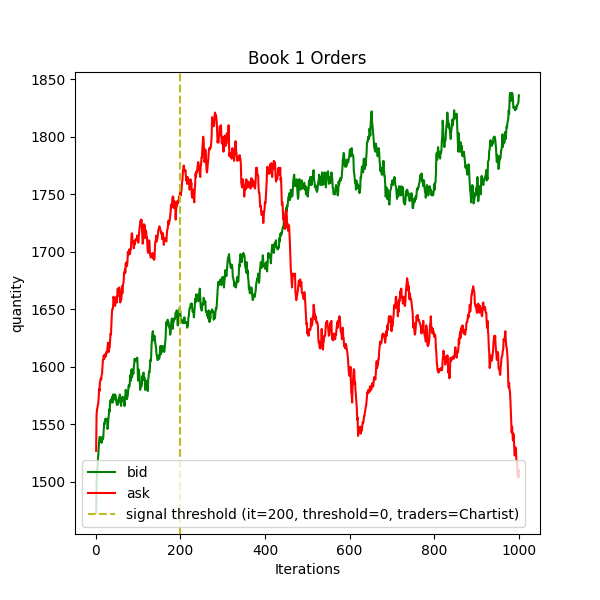 Book 1 Orders
1850
1800
1750
1700
1650
1600
1550
1500
quantity
bid
ask
signal threshold (it=200, threshold=0, traders=Chartist)
0 200 400 600 800 1000
Iterations